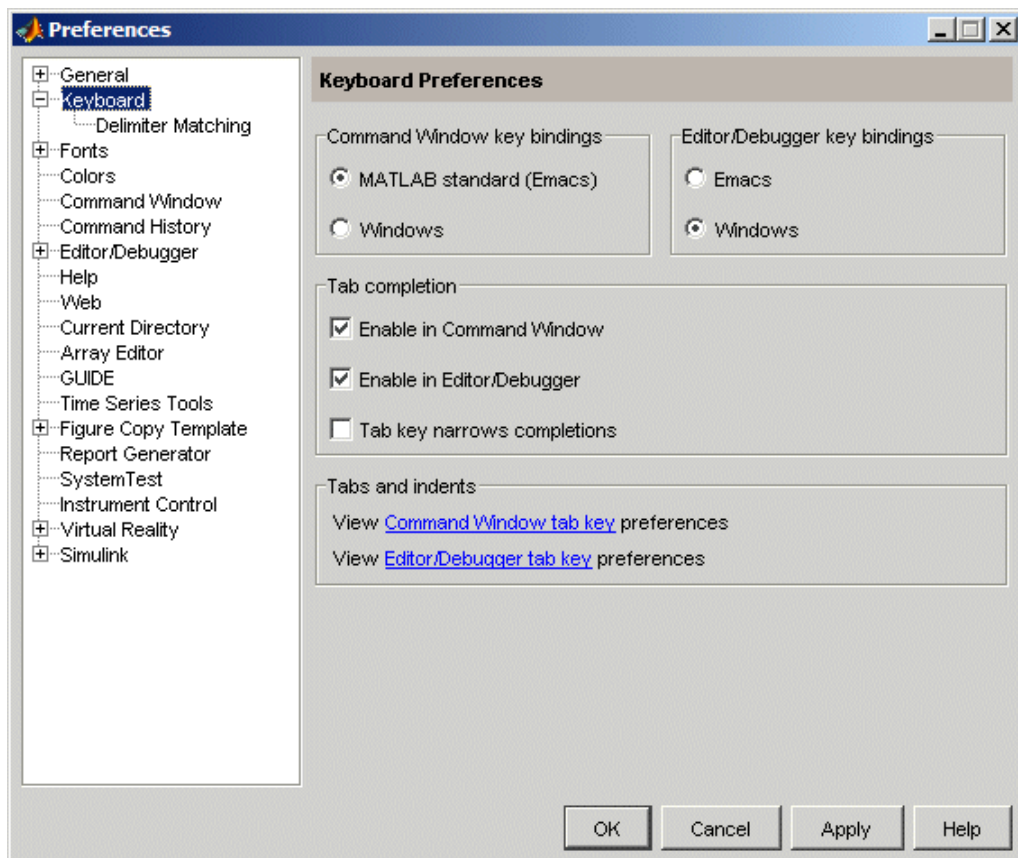 Preferences
General
Keyboard
Delimiter Matching
Fonts
Colors
Command Window
Command History
Editor/Debugger
Help
Web
Current Directory
Array Editor
GUIDE
Time Series Tools
Figure Copy Template
Report Generator
SystemTest
Instrument Control
Virtual Reality
Simulink
Keyboard Preferences
Command Window key bindings
MATLAB standard (Emacs)
Windows
Editor/Debugger key bindings
Emacs
Windows
Tab completion
Enable in Command Window
Enable in Editor/Debugger
Tab key narrows completions
Tabs and indents
View Command Window tab key preferences
View Editor/Debugger tab key preferences
OK Cancel Apply Help